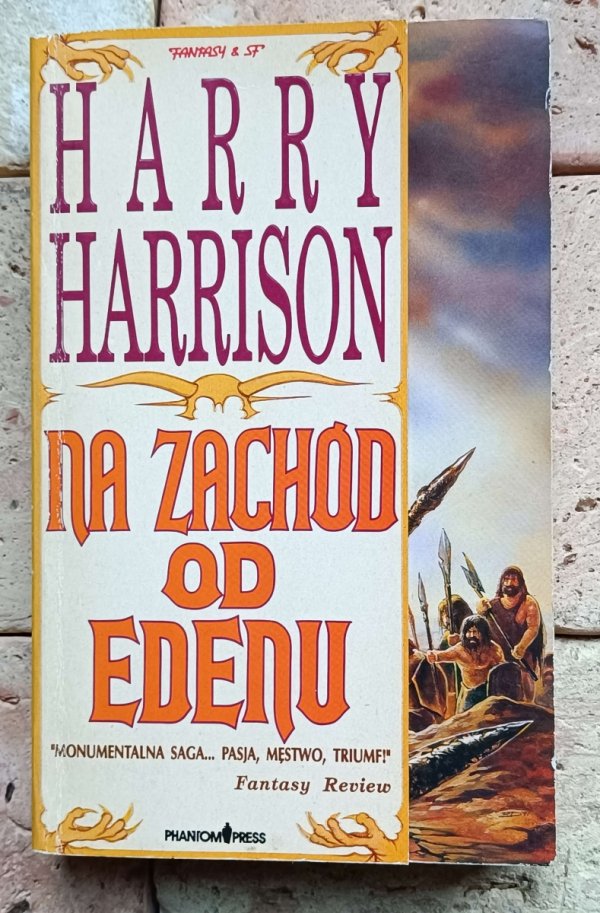 FANTASY & SF
HARRY
HARRISON
NA ZACHÓD
OD
EDENU
"MONUMENTALNA SAGA... PASJA, MĘSTWO, TRIUMF!"
Fantasy Review
PHANTOM PRESS